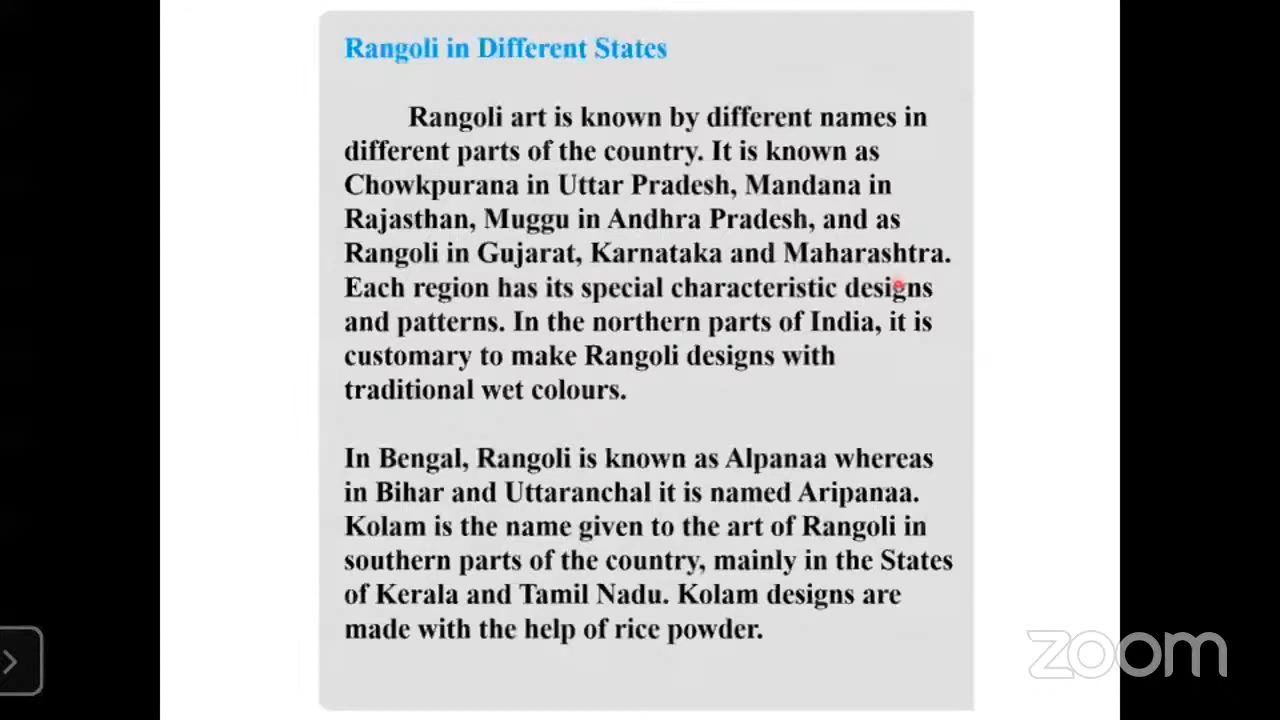 Rangoli in Different States
Rangoli art is known by different names in
different parts of the country. It is known as
Chowkpurana in Uttar Pradesh, Mandana in
Rajasthan, Muggu in Andhra Pradesh, and as
Rangoli in Gujarat, Karnataka and Maharashtra.
Each region has its special characteristic designs
and patterns. In the northern parts of India, it is
customary to make Rangoli designs with
traditional wet colours.
In Bengal, Rangoli is known as Alpanaa whereas
in Bihar and Uttaranchal it is named Aripanaa.
Kolam is the name given to the art of Rangoli in
southern parts of the country, mainly in the States
of Kerala and Tamil Nadu. Kolam designs are
made with the help of rice powder.
zoom